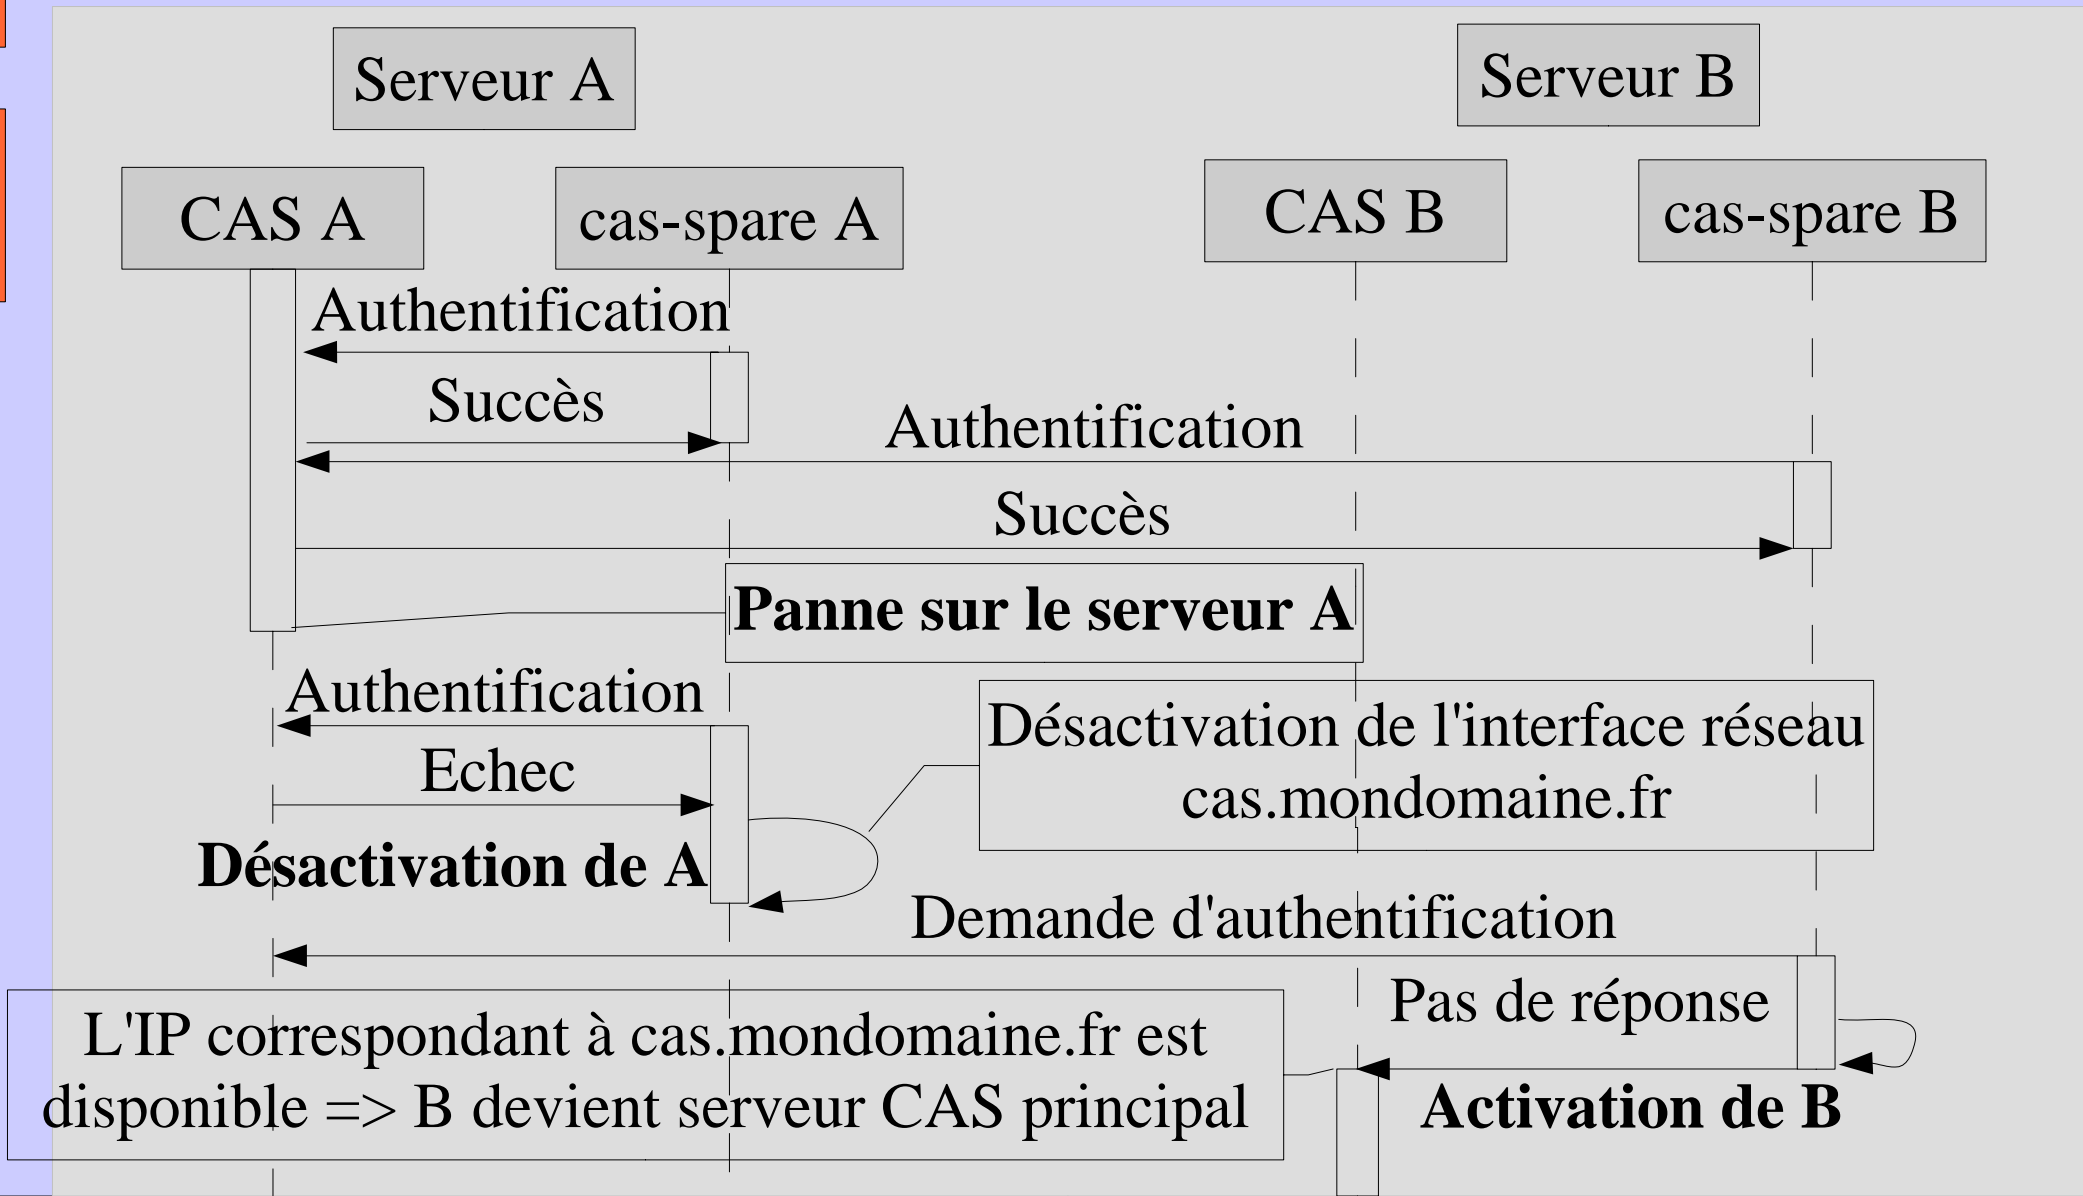 Serveur A
Serveur B
CAS A
cas-spare A
CAS B
cas-spare B
Authentification
Succès
Authentification
Succès
Panne sur le serveur A
Authentification
Echec
Désactivation de l'interface réseau
cas.mondomaine.fr
Désactivation de A
Demande d'authentification
Pas de réponse
L'IP correspondant à cas.mondomaine.fr est
disponible => B devient serveur CAS principal
Activation de B